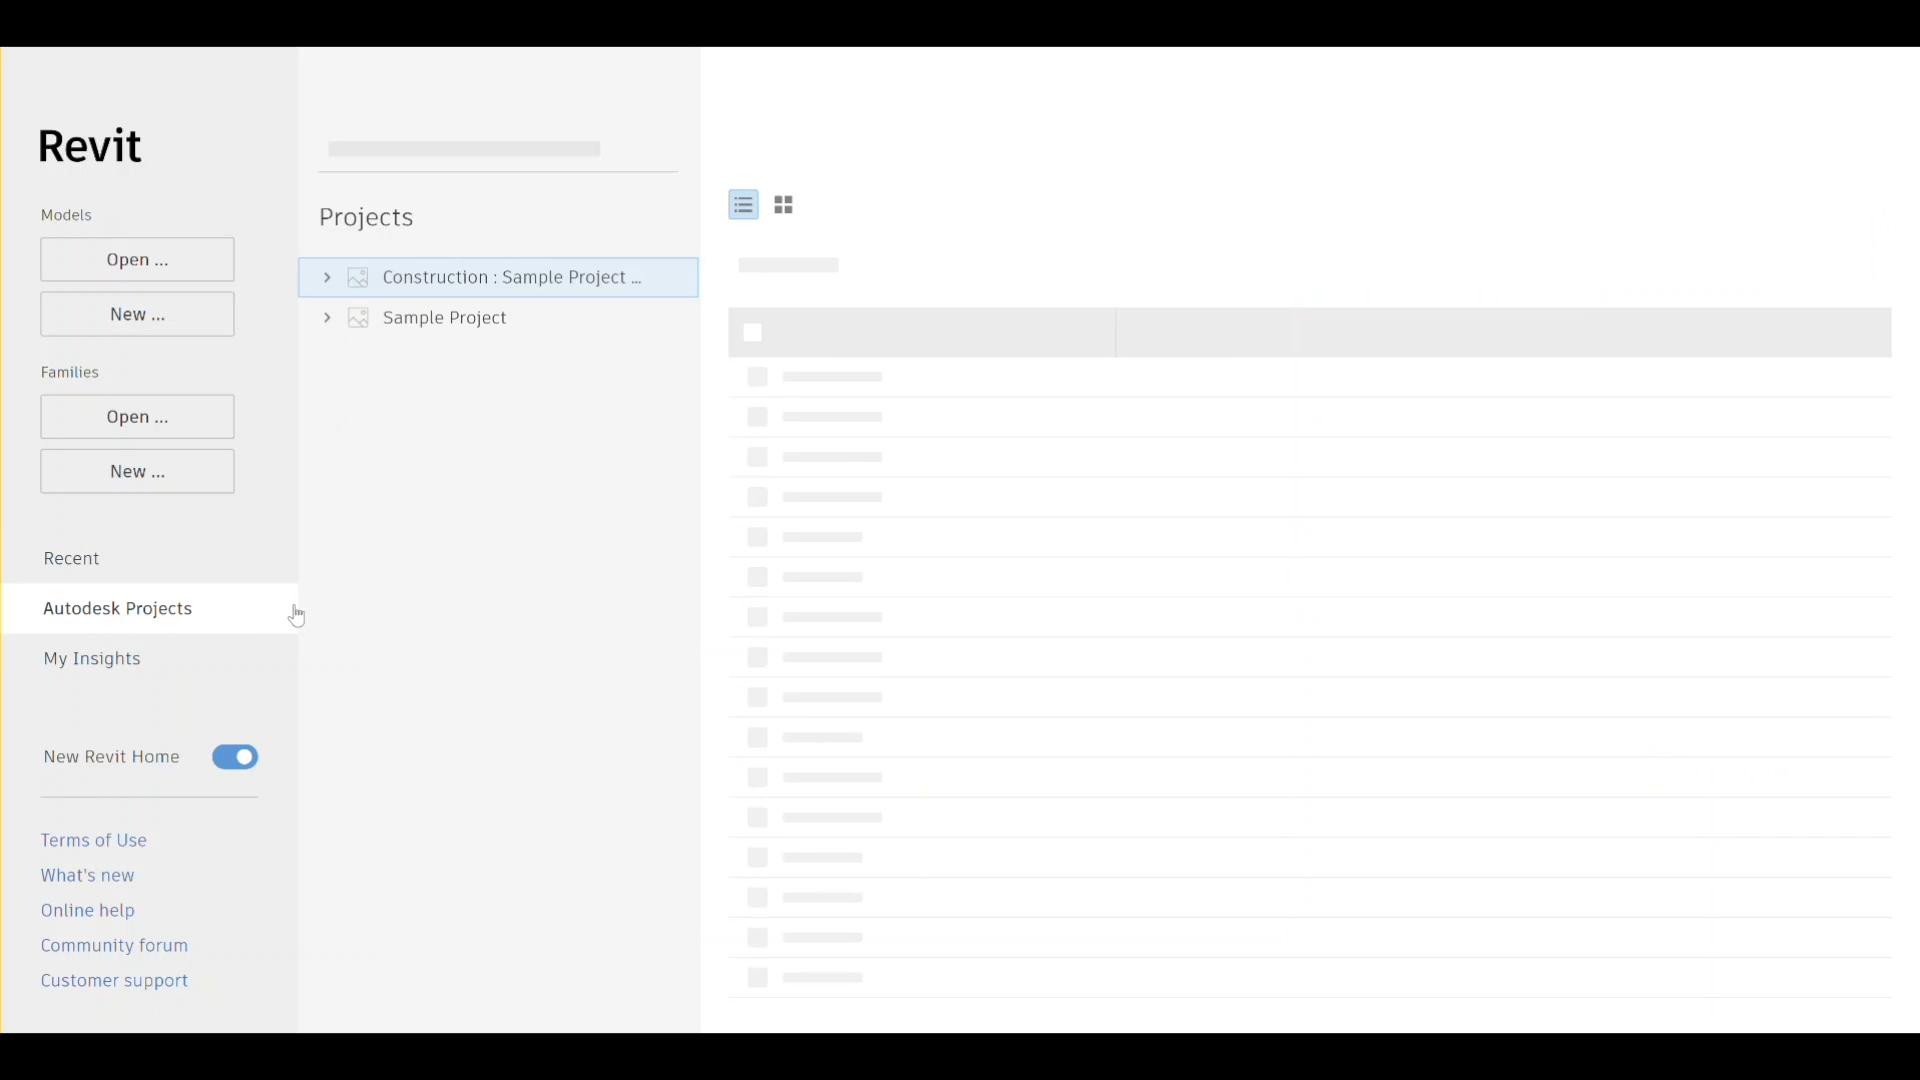 Revit
Models
Open ...
New ...
Families
Open ...
New ...
Recent
Autodesk Projects
My Insights
New Revit Home
Terms of Use
What's new
Online help
Community forum
Customer support
Projects
Construction : Sample Project ...
Sample Project